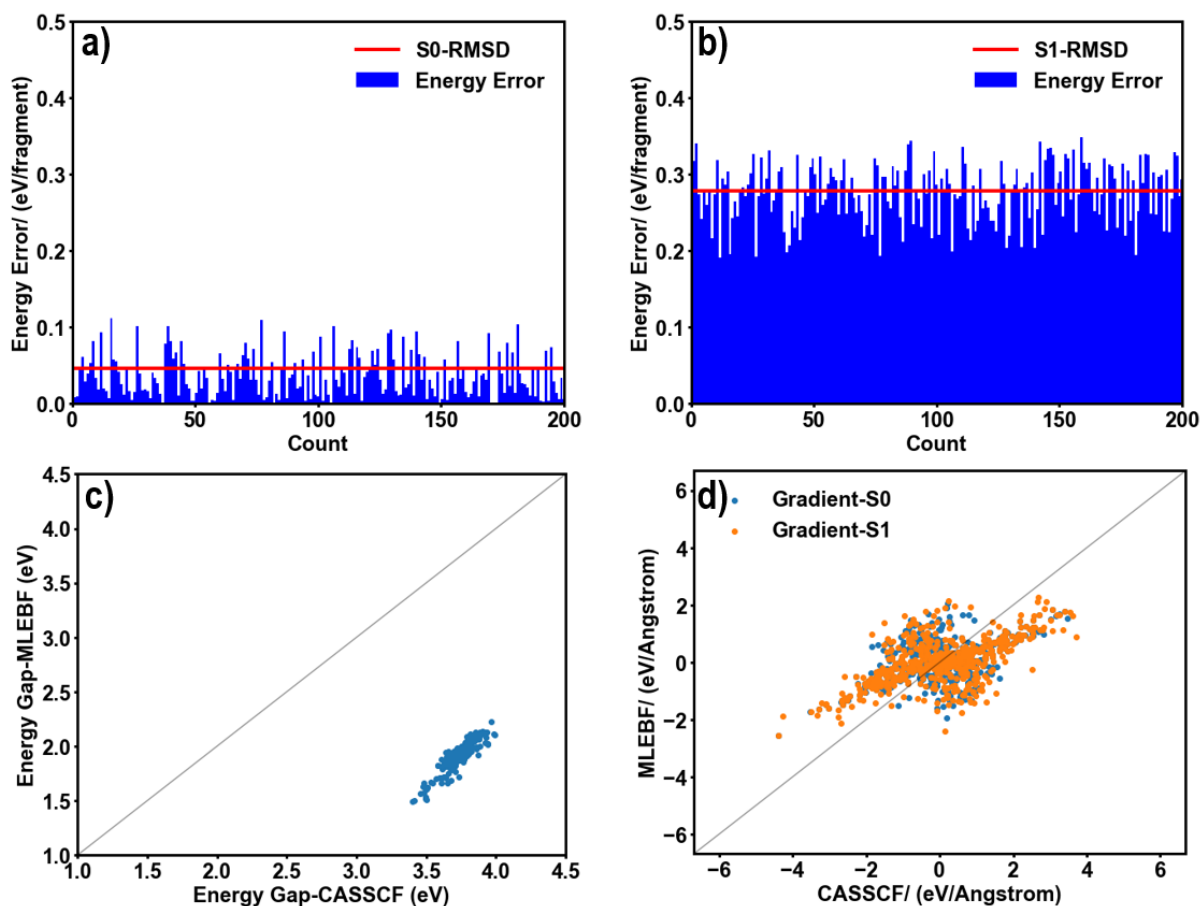 a)
S0-RMSD
Energy Error
Energy Error/ (eV/fragment)
0.5
0.4
0.3
0.2
0.1
0.0
0 50 100 150 200
Count
b)
S1-RMSD
Energy Error
Energy Error/ (eV/fragment)
0.5
0.4
0.3
0.2
0.1
0.0
0 50 100 150 200
Count
c)
Energy Gap-MLEBF (eV)
4.5
4.0
3.5
3.0
2.5
2.0
1.5
1.0
1.0 1.5 2.0 2.5 3.0 3.5 4.0 4.5
Energy Gap-CASSCF (eV)
d)
Gradient-S0
Gradient-S1
MLEBF/ (eV/Angstrom)
6
4
2
0
−2
−4
−6
−6 −4 −2 0 2 4 6
CASSCF/ (eV/Angstrom)